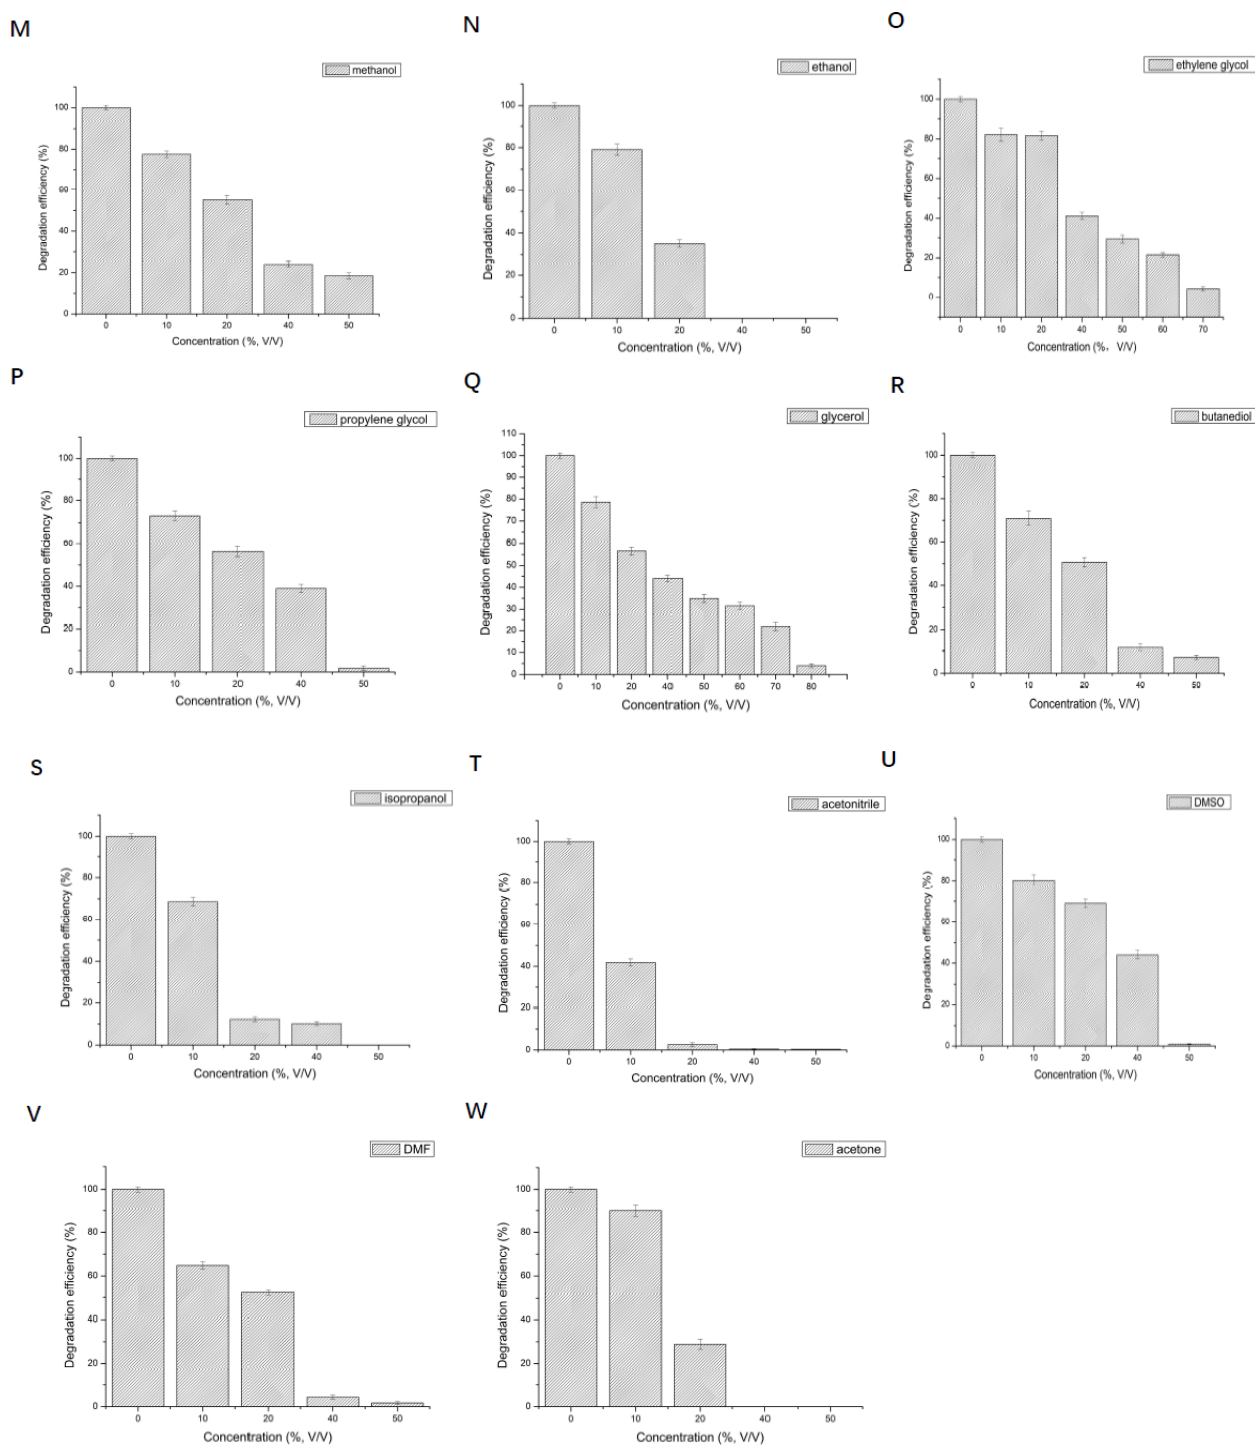 M
methanol
Degradation efficiency (%)
100
80
60
40
20
0
0 10 20 40 50
Concentration (%, V/V)
N
ethanol
Degradation efficiency (%)
100
80
60
40
20
0
0 10 20 40 50
Concentration (%, V/V)
O
ethylene glycol
Degradation efficiency (%)
100
80
60
40
20
0
0 10 20 40 50 60 70
Concentration (%, V/V)
P
propylene glycol
Degradation efficiency (%)
100
80
60
40
20
0
0 10 20 40 50
Concentration (%, V/V)
Q
glycerol
Degradation efficiency (%)
110
100
90
80
70
60
50
40
30
20
10
0
0 10 20 40 50 60 70 80
Concentration (%, V/V)
R
butanediol
Degradation efficiency (%)
100
80
60
40
20
0
0 10 20 40 50
Concentration (%, V/V)
S
isopropanol
Degradation efficiency (%)
100
80
60
40
20
0
0 10 20 40 50
Concentration (%, V/V)
T
acetonitrile
Degradation efficiency (%)
100
80
60
40
20
0
0 10 20 40 50
Concentration (%, V/V)
U
DMSO
Degradation efficiency (%)
100
80
60
40
20
0
0 10 20 40 50
Concentration (%, V/V)
V
DMF
Degradation efficiency (%)
100
80
60
40
20
0
0 10 20 40 50
Concentration (%, V/V)
W
acetone
Degradation efficiency (%)
100
80
60
40
20
0
0 10 20 40 50
Concentration (%, V/V)